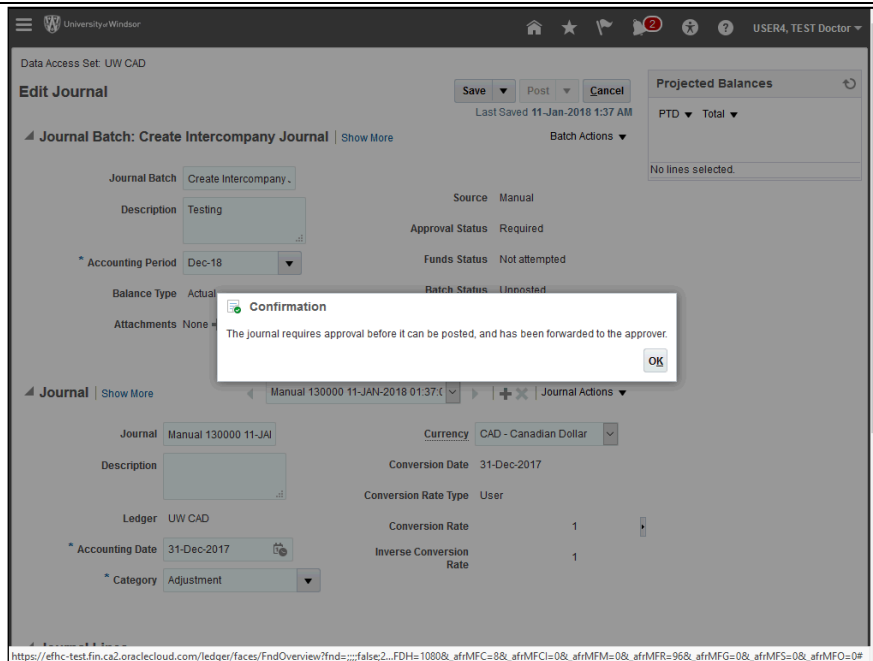 University of Windsor
2
USER4, TEST Doctor
Data Access Set: UW CAD
Edit Journal
Save
Post
Cancel
Last Saved 11-Jan-2018 1:37 AM
Projected Balances
PTD
Total
No lines selected.
Journal Batch: Create Intercompany Journal
Show More
Batch Actions
Journal Batch Create Intercompany
Description Testing
* Accounting Period Dec-18
Balance Type Actual
Attachments None
Source Manual
Approval Status Required
Funds Status Not attempted
Batch Status Unposted
Confirmation
The journal requires approval before it can be posted, and has been forwarded to the approver.
OK
Journal
Show More
Manual 130000 11-JAN-2018 01:37:(
Journal Actions
Journal Manual 130000 11-JAI
Description
Ledger UW CAD
* Accounting Date 31-Dec-2017
* Category Adjustment
Currency CAD - Canadian Dollar
Conversion Date 31-Dec-2017
Conversion Rate Type User
Conversion Rate 1
Inverse Conversion
Rate 1
https://efhc-test.fin.ca2.oraclecloud.com/ledger/faces/FndOverview?fnd=;;;;false;2...FDH=1080&_afrMFC=8&_afrMFCI=0&_afrMFM=0&_afrMFR=96&_afrMFG=0&_afrMFS=0&_afrMFO=0#